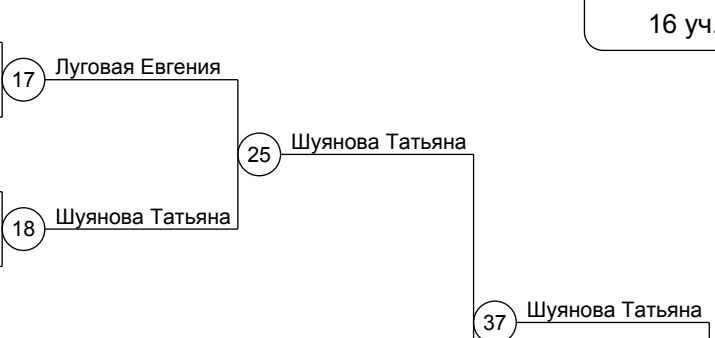 16 уч.
17 Луговая Евгения
25 Шуянова Татьяна
18 Шуянова Татьяна
37 Шуянова Татьяна